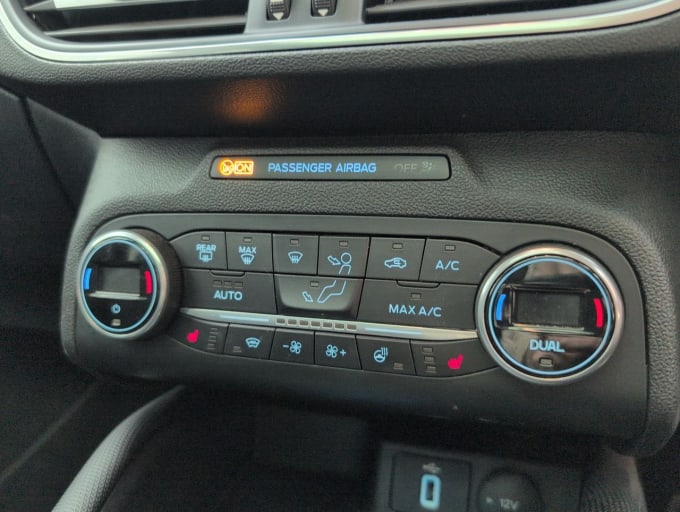 ON PASSENGER AIRBAG OFF
REAR MAX A/C
AUTO MAX A/C
DUAL
12V